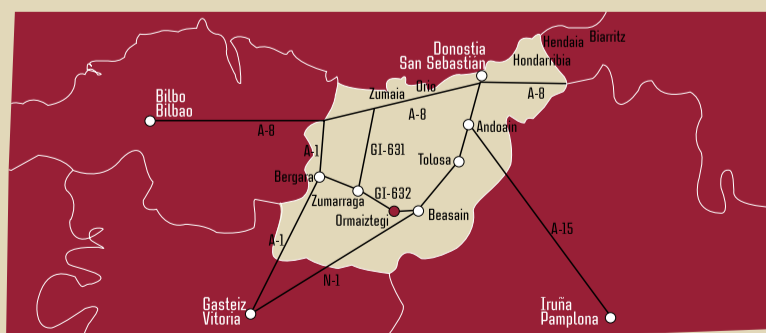 Hendaia
Biarritz
Donostia
San Sebastián
Hondarribia
Zumaia
Orio
A-8
Bilbo
Bilbao
A-8
A-8
Andoain
A-1
GI-631
Tolosa
Bergara
GI-632
Zumarraga
Ormaiztegi
Beasain
A-1
A-15
N-1
Gasteiz
Vitoria
Iruña
Pamplona